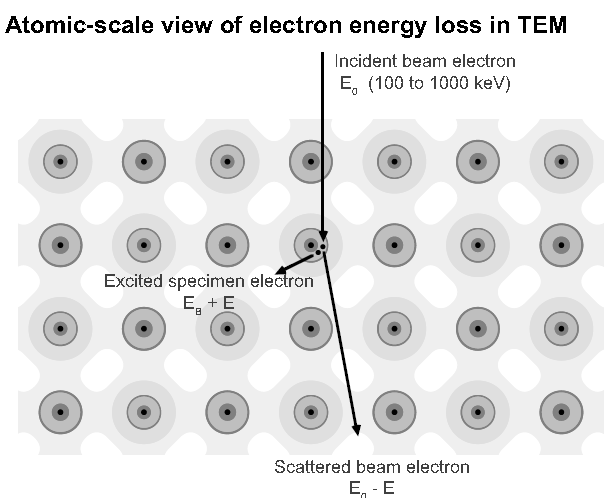 Atomic-scale view of electron energy loss in TEM
Incident beam electron
E₀ (100 to 1000 keV)
Excited specimen electron
E_B + E
Scattered beam electron
E₀ - E